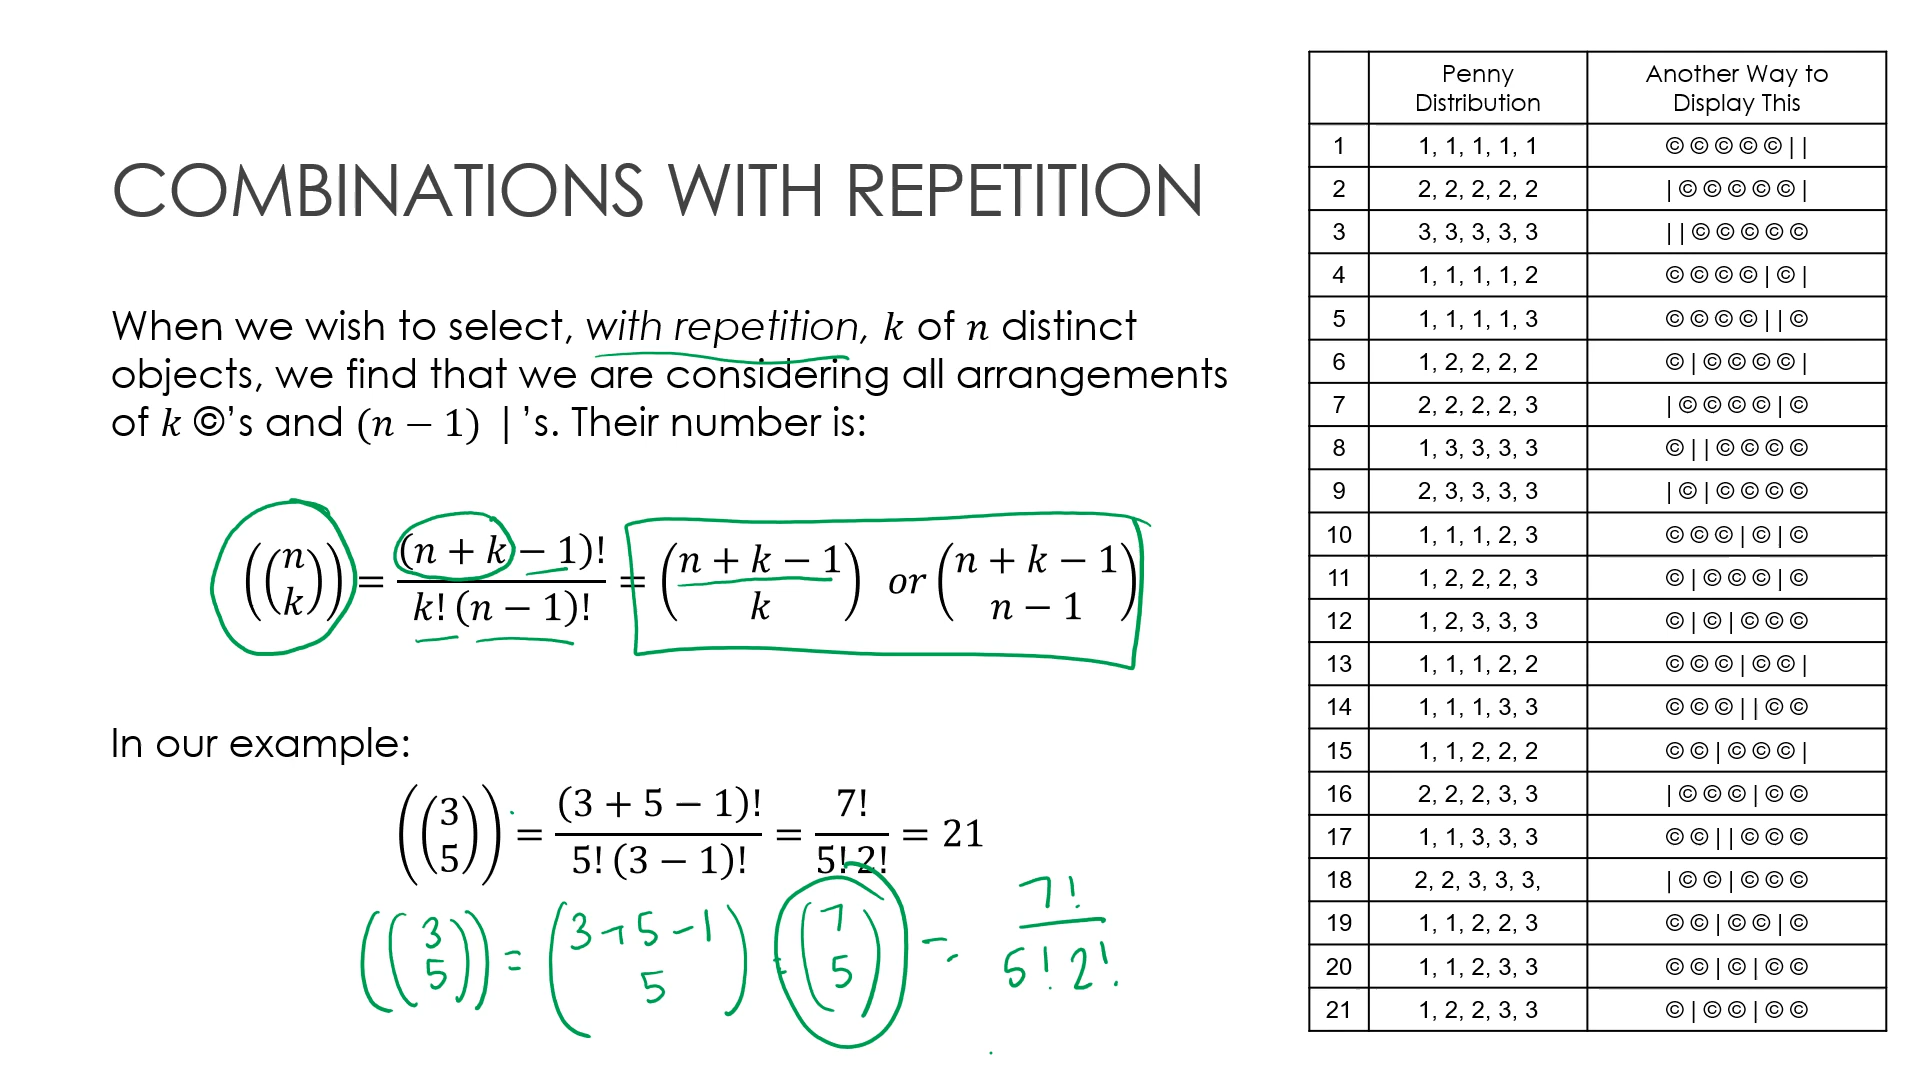 COMBINATIONS WITH REPETITION
When we wish to select, with repetition, k of n distinct
objects, we find that we are considering all arrangements
of k ©'s and (n − 1) |'s. Their number is:
((n k)) = (n + k − 1)! / k! (n − 1)! = (n + k − 1 k) or (n + k − 1 n − 1)
In our example:
((3 5)) = (3 + 5 − 1)! / 5! (3 − 1)! = 7! / 5! 2! = 21
((3 5)) = (3+5-1 5) = (7 5) = 7! / 5! 2!
Penny Another Way to
Distribution Display This
1 1, 1, 1, 1, 1 © © © © © | |
2 2, 2, 2, 2, 2 | © © © © © |
3 3, 3, 3, 3, 3 | | © © © © ©
4 1, 1, 1, 1, 2 © © © © | © |
5 1, 1, 1, 1, 3 © © © © | | ©
6 1, 2, 2, 2, 2 © | © © © © |
7 2, 2, 2, 2, 3 | © © © © | ©
8 1, 3, 3, 3, 3 © | | © © © ©
9 2, 3, 3, 3, 3 | © | © © © ©
10 1, 1, 1, 2, 3 © © © | © | ©
11 1, 2, 2, 2, 3 © | © © © | ©
12 1, 2, 3, 3, 3 © | © | © © ©
13 1, 1, 1, 2, 2 © © © | © © |
14 1, 1, 1, 3, 3 © © © | | © ©
15 1, 1, 2, 2, 2 © © | © © © |
16 2, 2, 2, 3, 3 | © © © | © ©
17 1, 1, 3, 3, 3 © © | | © © ©
18 2, 2, 3, 3, 3, | © © | © © ©
19 1, 1, 2, 2, 3 © © | © © | ©
20 1, 1, 2, 3, 3 © © | © | © ©
21 1, 2, 2, 3, 3 © | © © | © ©